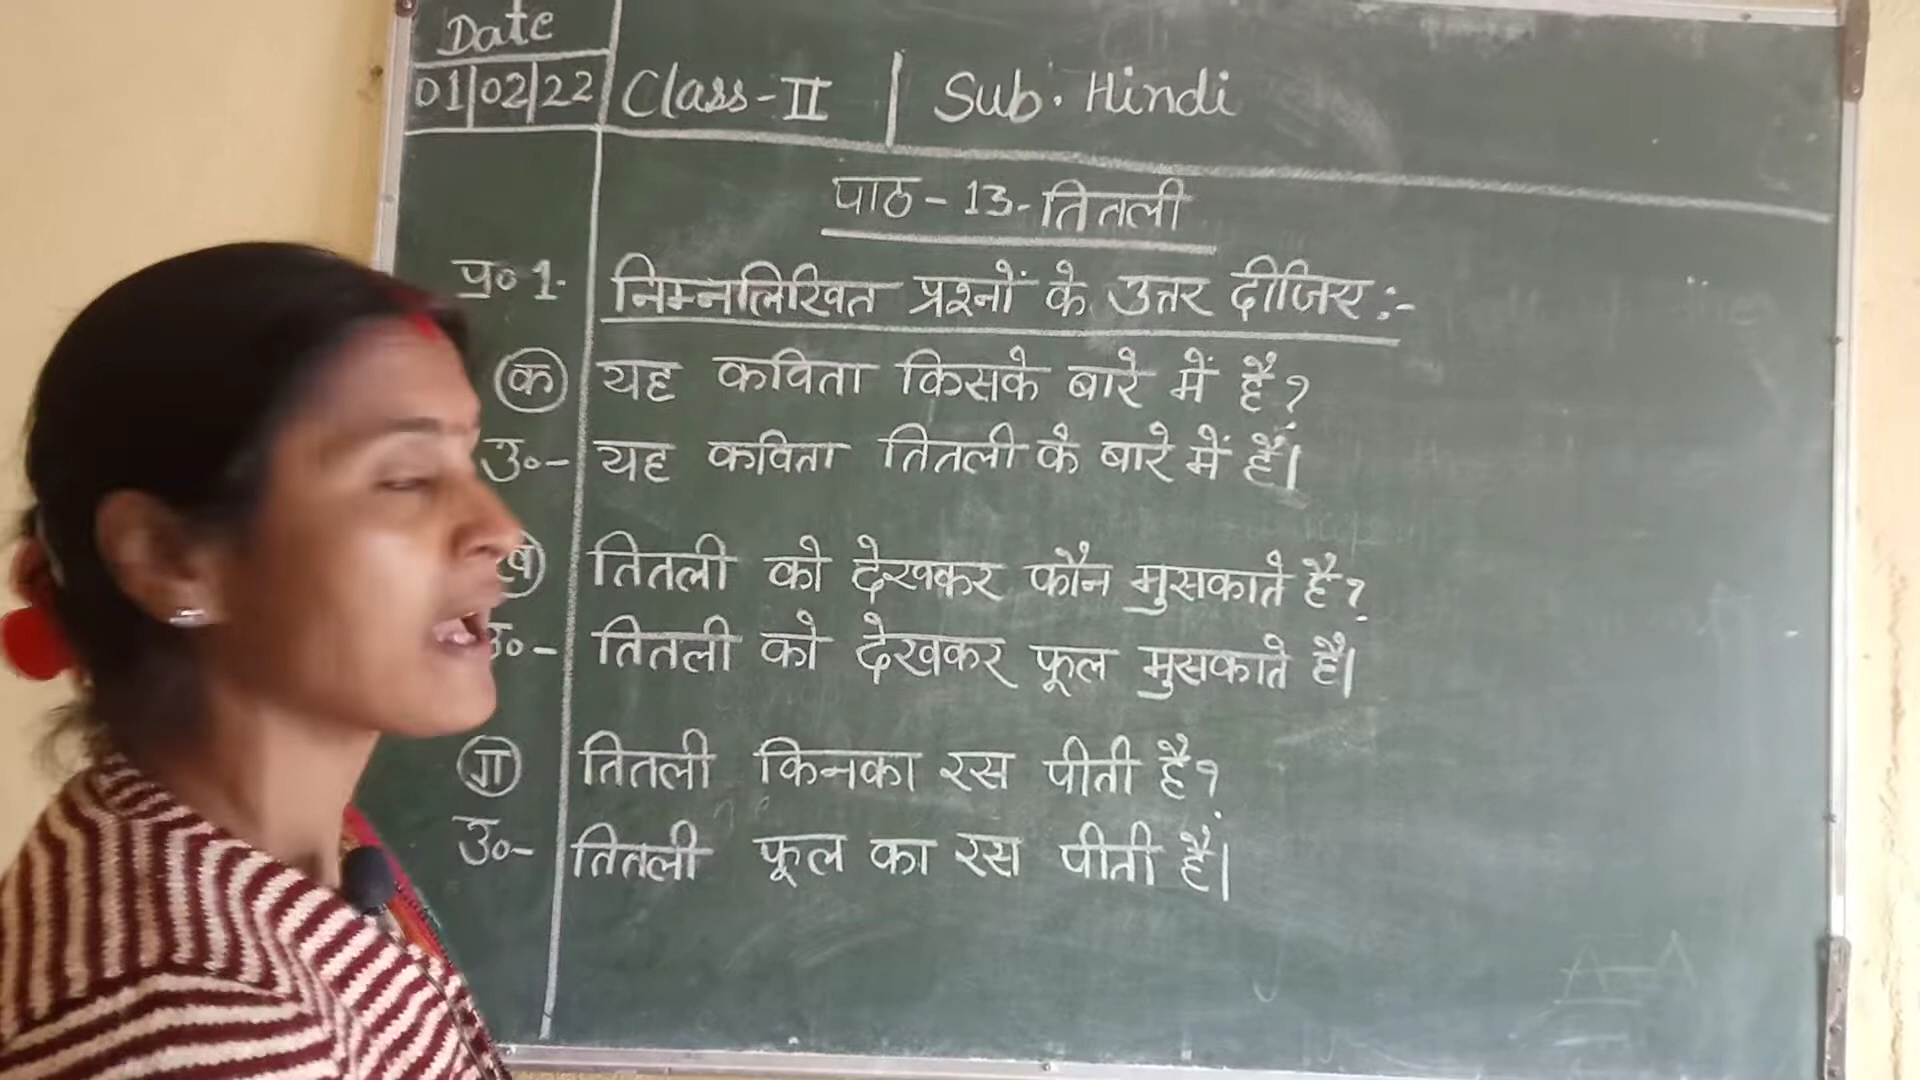 Date
01|02|22 Class-II | Sub. Hindi
पाठ - 13 - तितली
प्र० 1. निम्नलिखित प्रश्नों के उत्तर दीजिए :-
क यह कविता किसके बारे में है?
उ०- यह कविता तितली के बारे में हैं।
ख तितली को देखकर कौन मुसकाते है?
उ०- तितली को देखकर फूल मुसकाते हैं।
ग तितली किनका रस पीती है?
उ०- तितली फूल का रस पीती हैं।